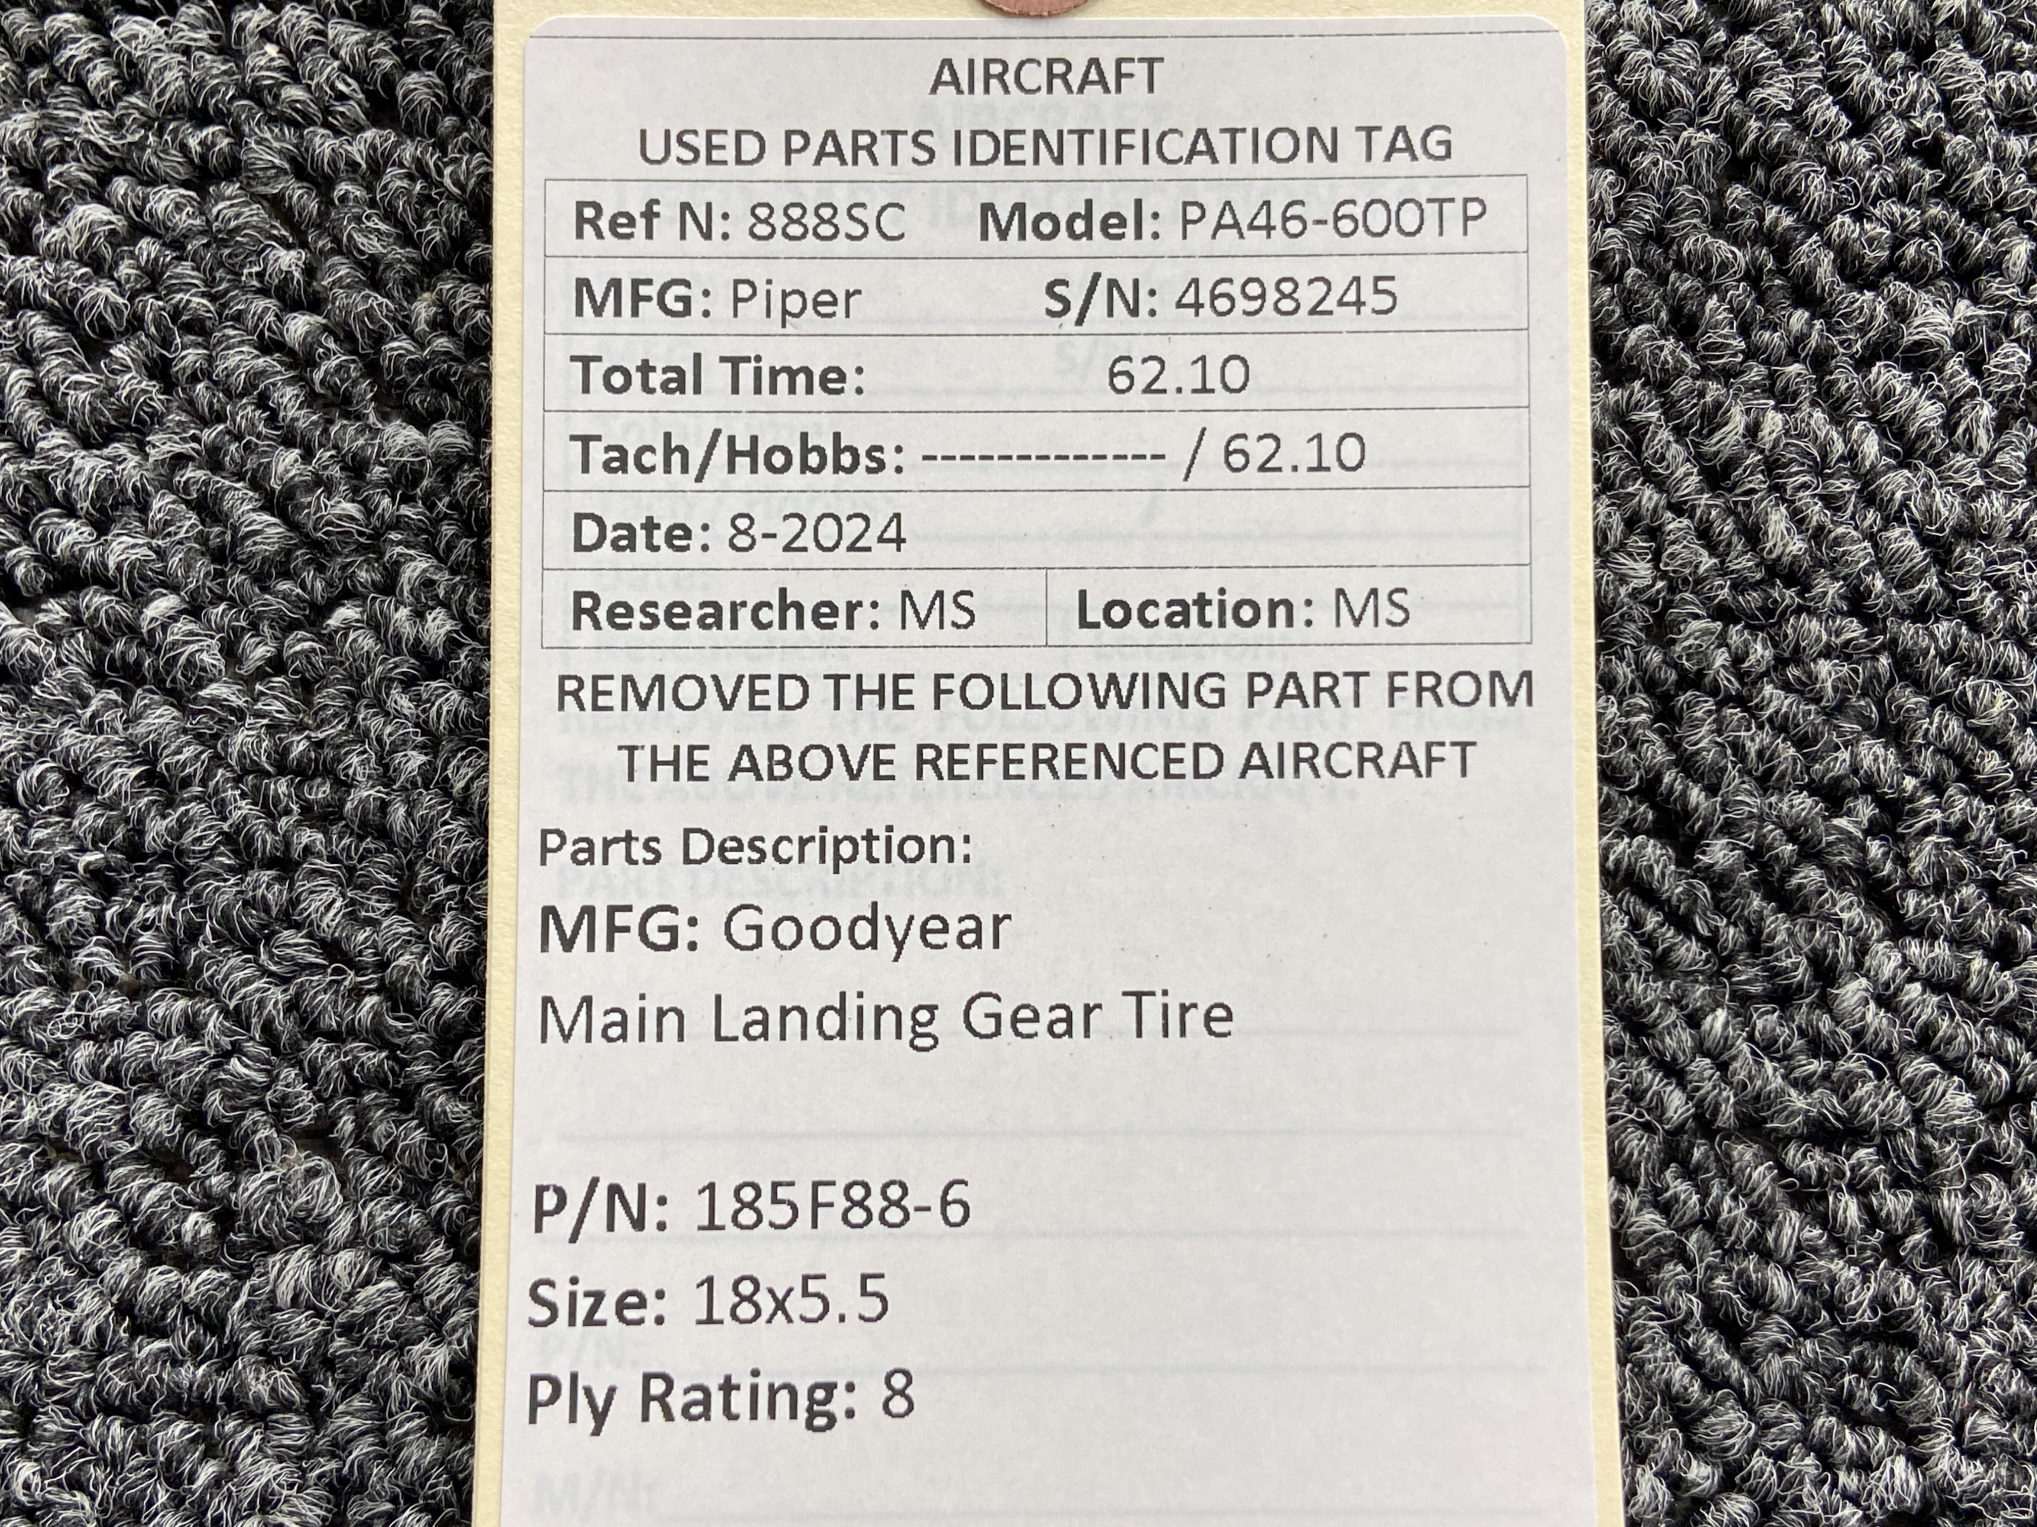 AIRCRAFT
USED PARTS IDENTIFICATION TAG
Ref N: 888SC Model: PA46-600TP
MFG: Piper S/N: 4698245
Total Time: 62.10
Tach/Hobbs: ------------- / 62.10
Date: 8-2024
Researcher: MS Location: MS
REMOVED THE FOLLOWING PART FROM
THE ABOVE REFERENCED AIRCRAFT
Parts Description:
MFG: Goodyear
Main Landing Gear Tire
P/N: 185F88-6
Size: 18x5.5
Ply Rating: 8